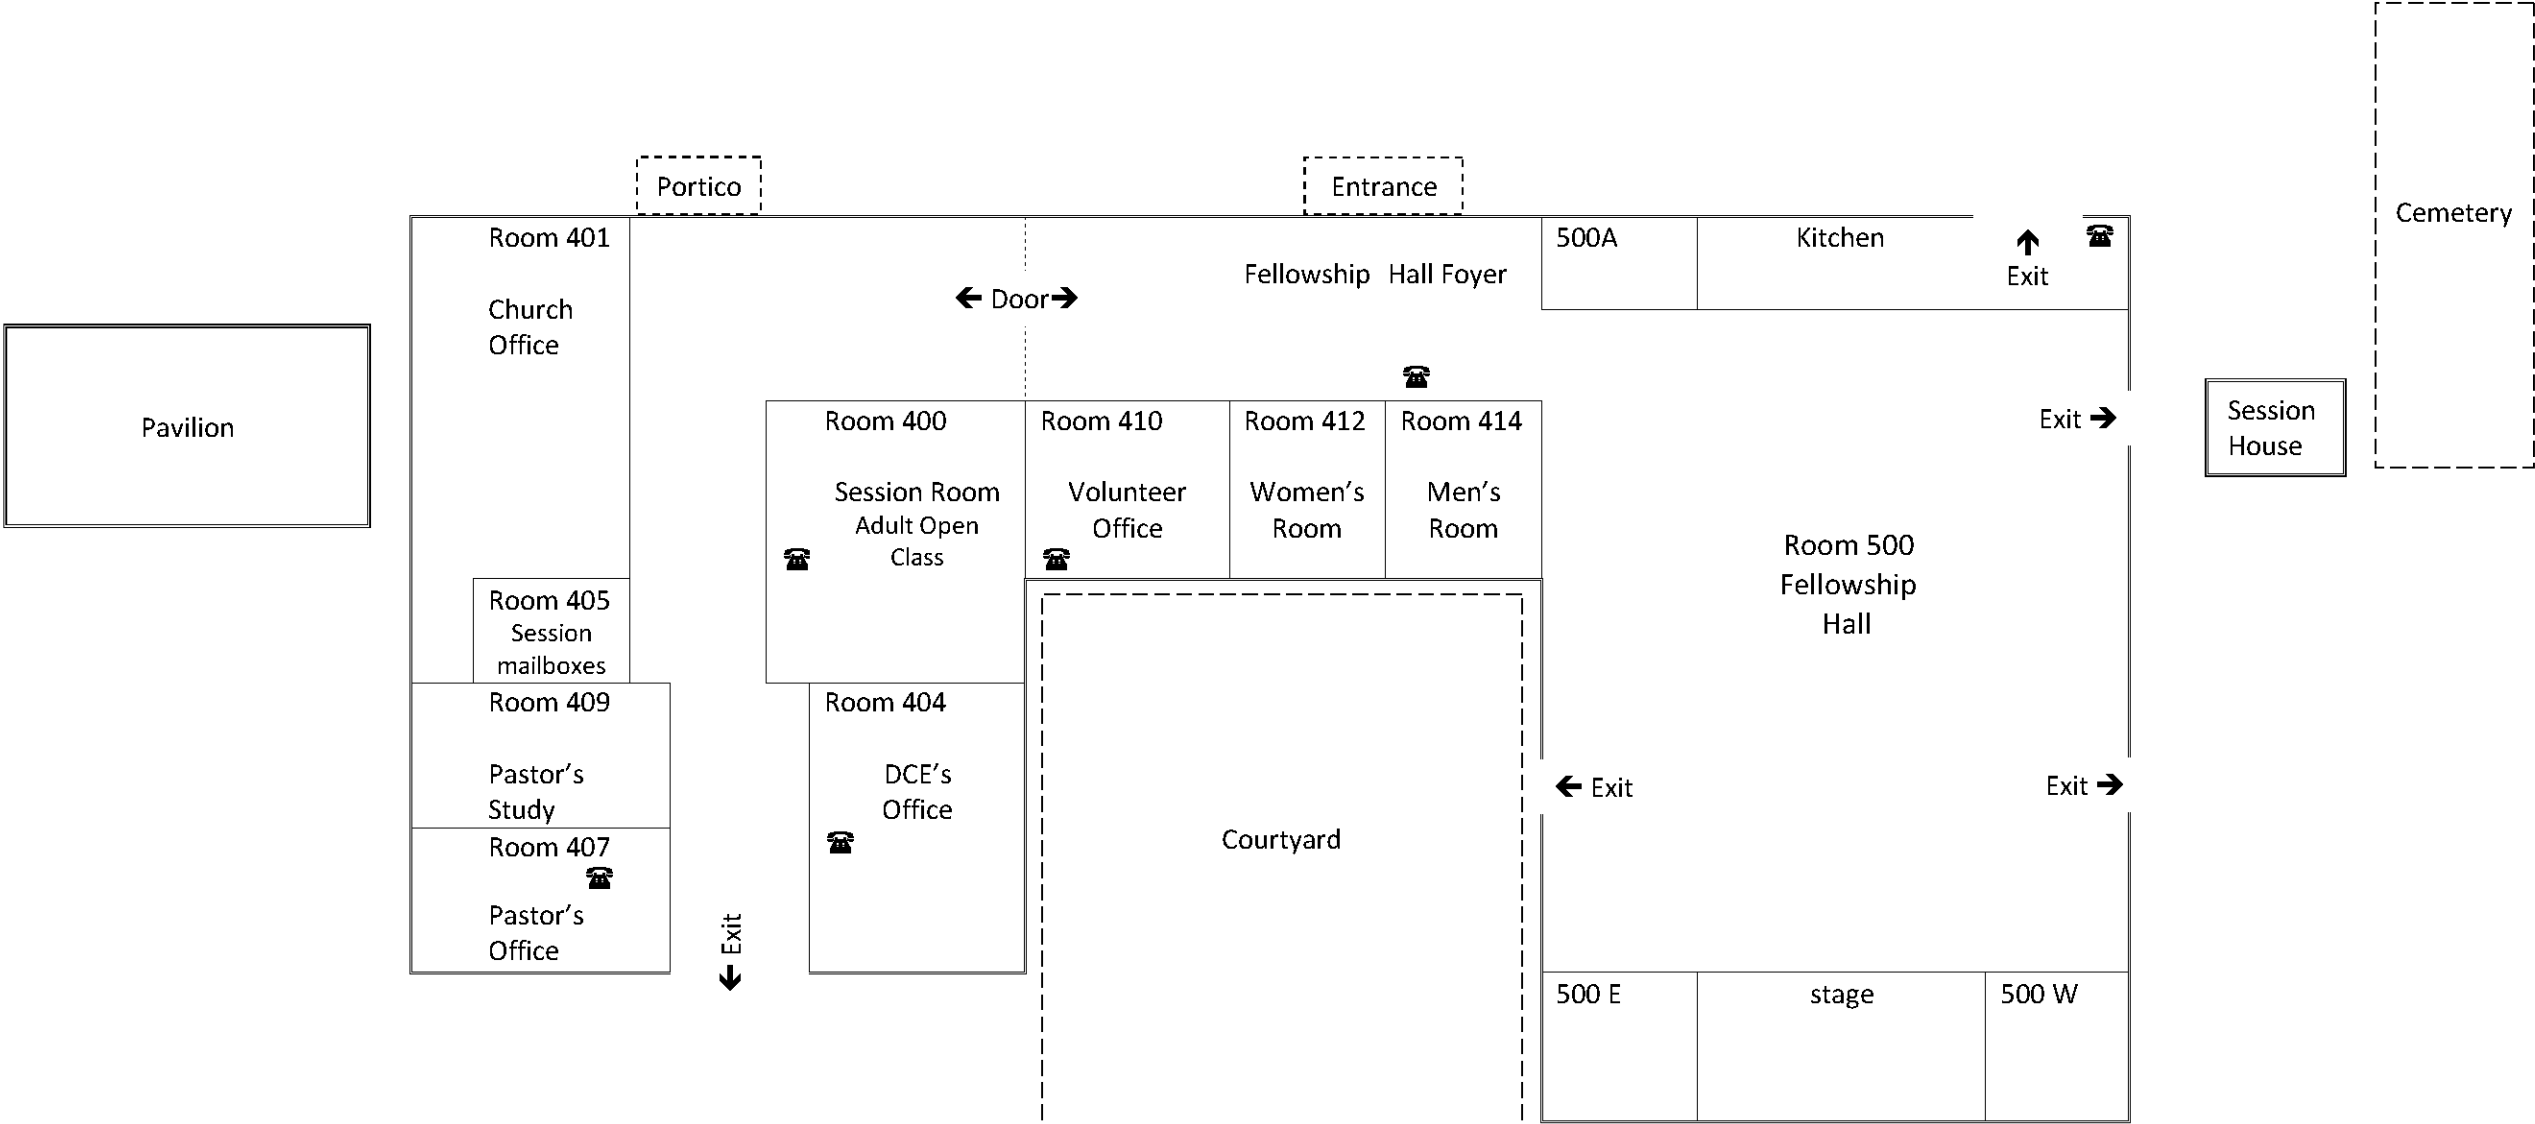 Portico
Entrance
Cemetery
Room 401
Church
Office
500A
Kitchen
Exit
Fellowship Hall Foyer
Door
Pavilion
Session
House
Exit
Room 400
Session Room
Adult Open
Class
Room 410
Volunteer
Office
Room 412
Women’s
Room
Room 414
Men’s
Room
Room 500
Fellowship
Hall
Room 405
Session
mailboxes
Room 409
Pastor’s
Study
Room 404
DCE’s
Office
Exit
Exit
Courtyard
Room 407
Pastor’s
Office
Exit
500 E
stage
500 W